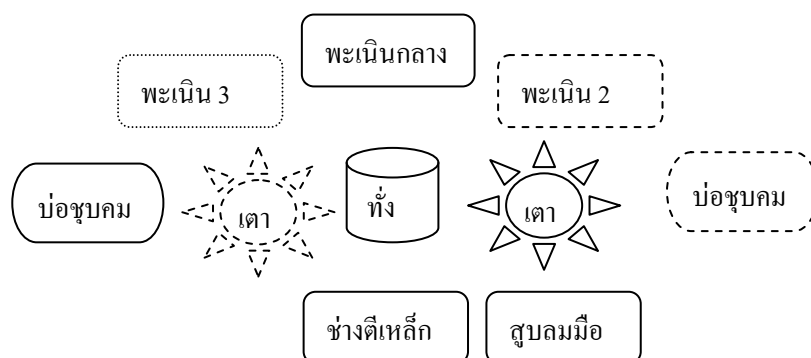 พะเนินกลาง
พะเนิน 3
พะเนิน 2
บ่อชุบคม
เตา
ทั่ง
เตา
บ่อชุบคม
ช่างตีเหล็ก
สูบลมมือ